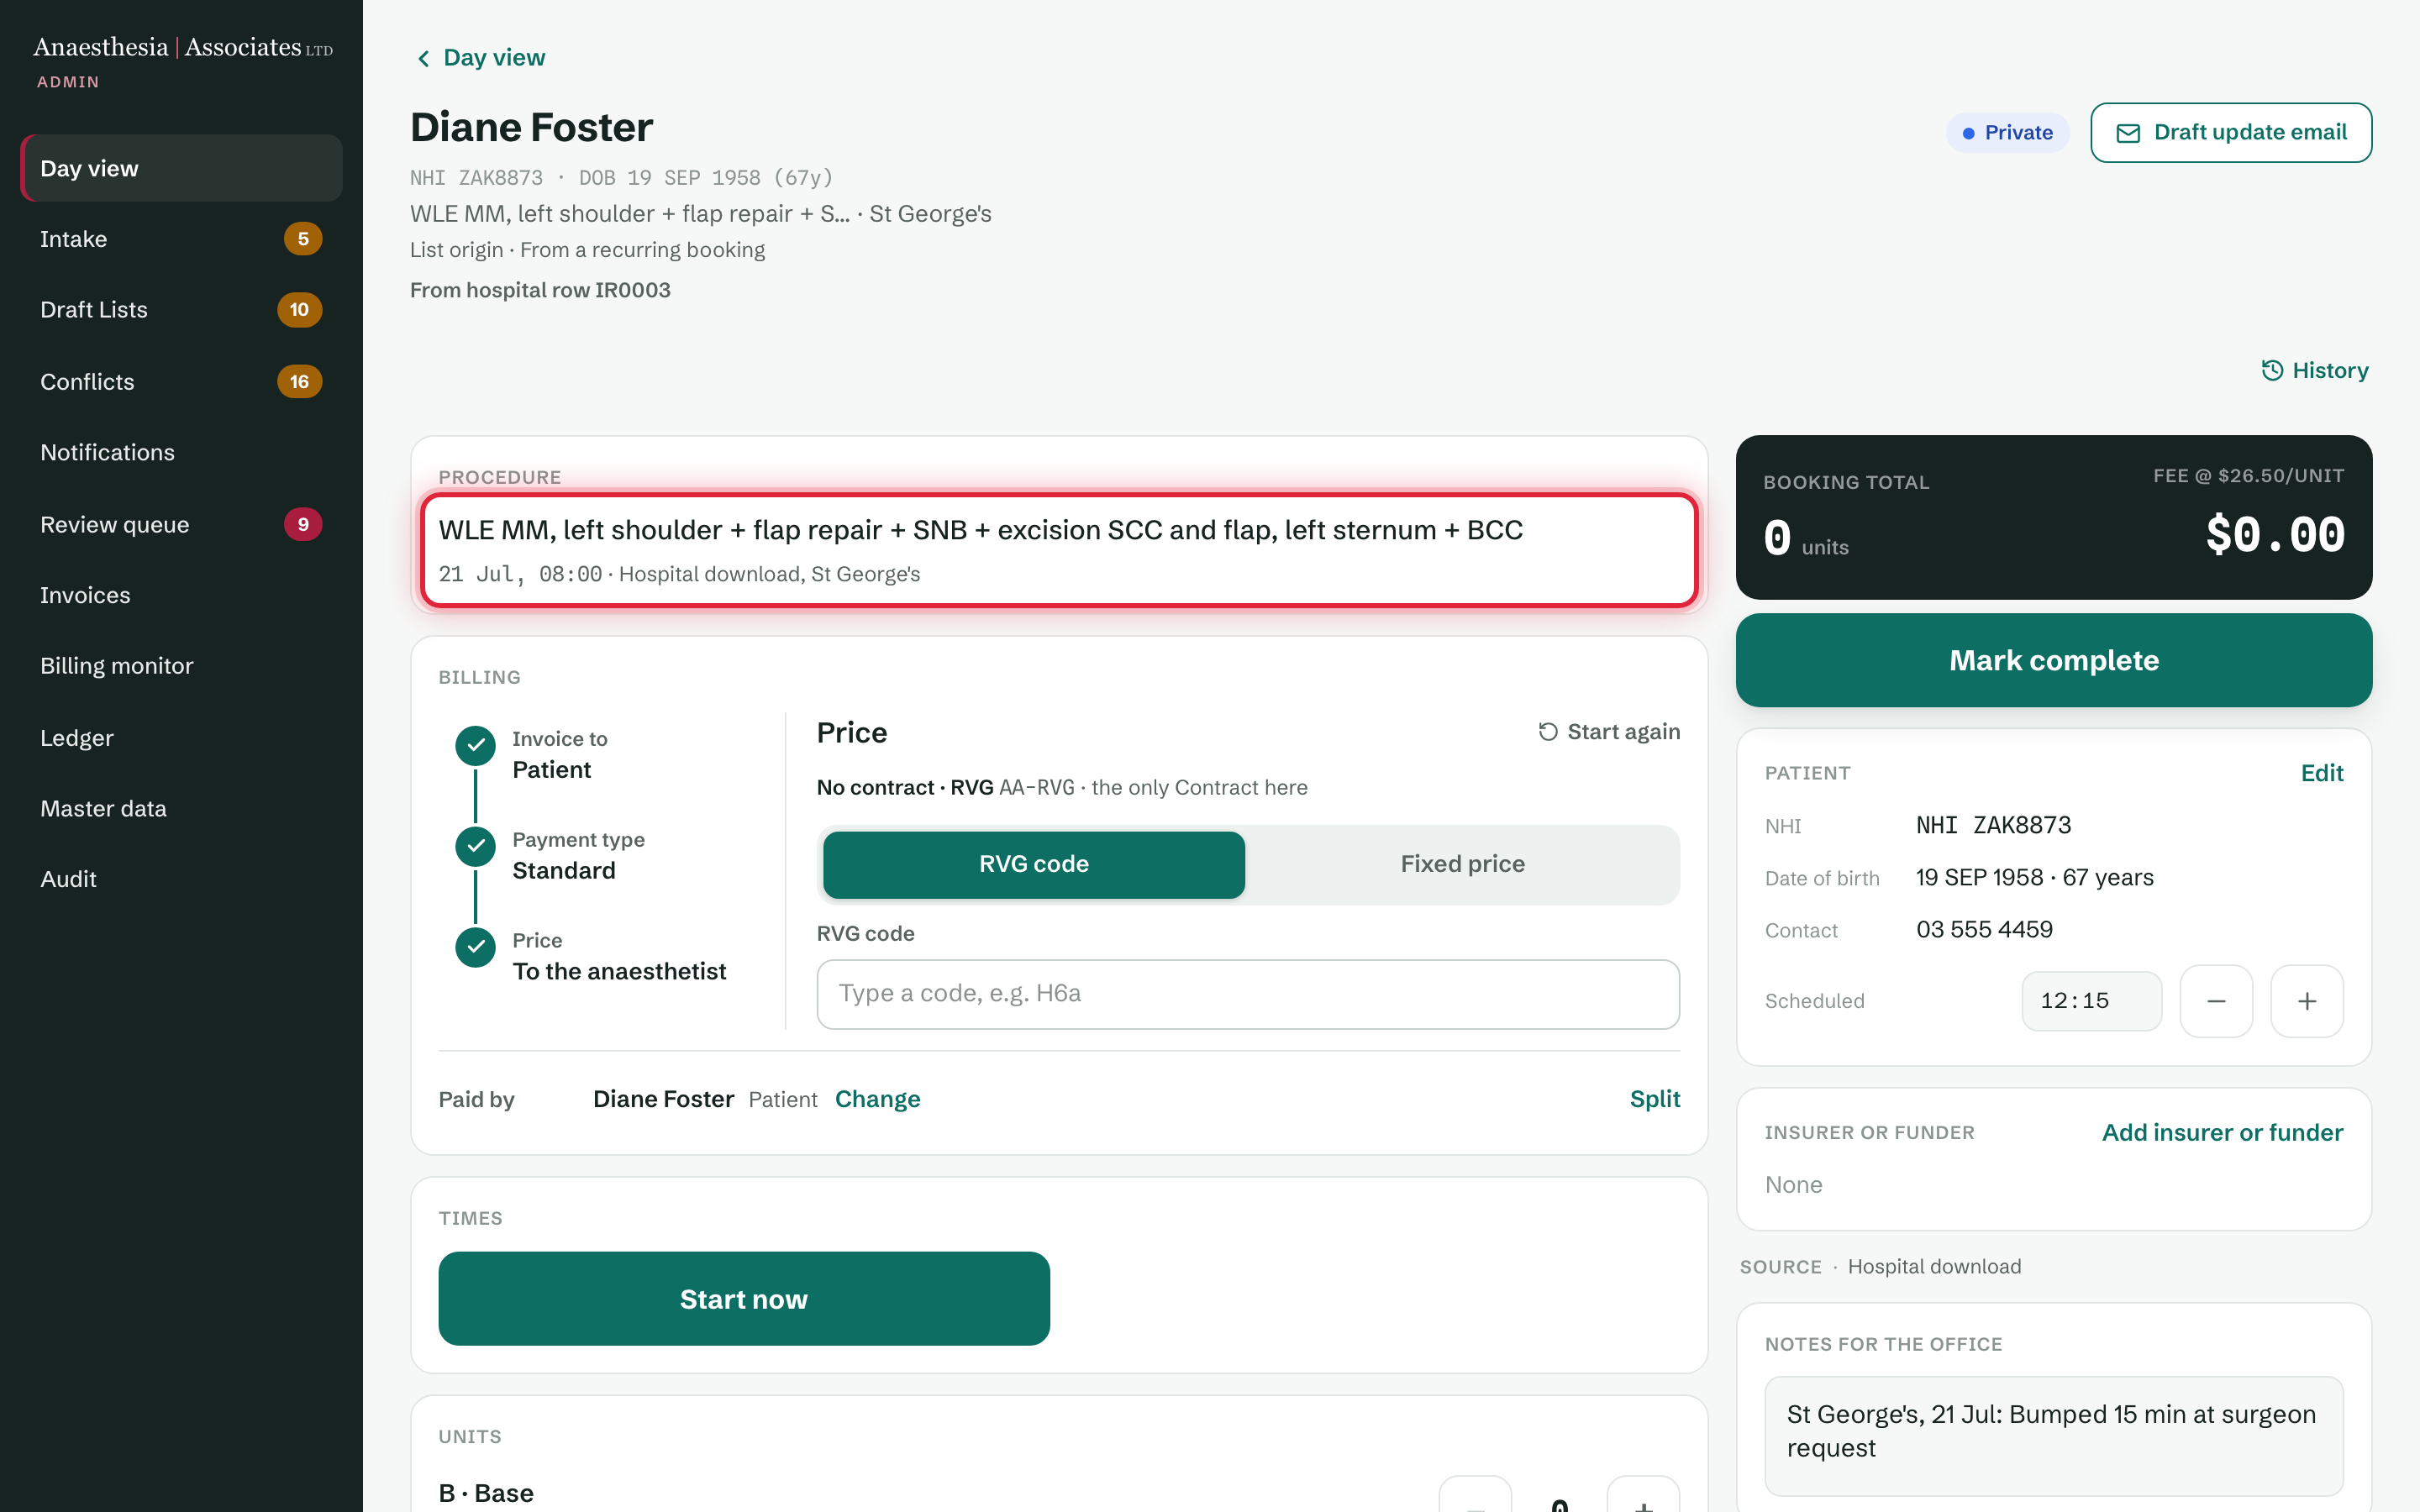 Anaesthesia | Associates LTD
ADMIN
Day view
Intake 5
Draft Lists 10
Conflicts 16
Notifications
Review queue 9
Invoices
Billing monitor
Ledger
Master data
Audit
Day view
Diane Foster
NHI ZAK8873 · DOB 19 SEP 1958 (67y)
WLE MM, left shoulder + flap repair + S... · St George's
List origin · From a recurring booking
From hospital row IR0003
Private
Draft update email
History
PROCEDURE
WLE MM, left shoulder + flap repair + SNB + excision SCC and flap, left sternum + BCC
21 Jul, 08:00 · Hospital download, St George's
BILLING
Invoice to
Patient
Payment type
Standard
Price
To the anaesthetist
Price
Start again
No contract · RVG AA-RVG · the only Contract here
RVG code
Fixed price
RVG code
Type a code, e.g. H6a
Paid by Diane Foster Patient Change Split
TIMES
Start now
UNITS
B · Base
0
BOOKING TOTAL
FEE @ $26.50/UNIT
0 units
$0.00
Mark complete
PATIENT Edit
NHI NHI ZAK8873
Date of birth 19 SEP 1958 · 67 years
Contact 03 555 4459
Scheduled 12:15 − +
INSURER OR FUNDER Add insurer or funder
None
SOURCE · Hospital download
NOTES FOR THE OFFICE
St George's, 21 Jul: Bumped 15 min at surgeon
request